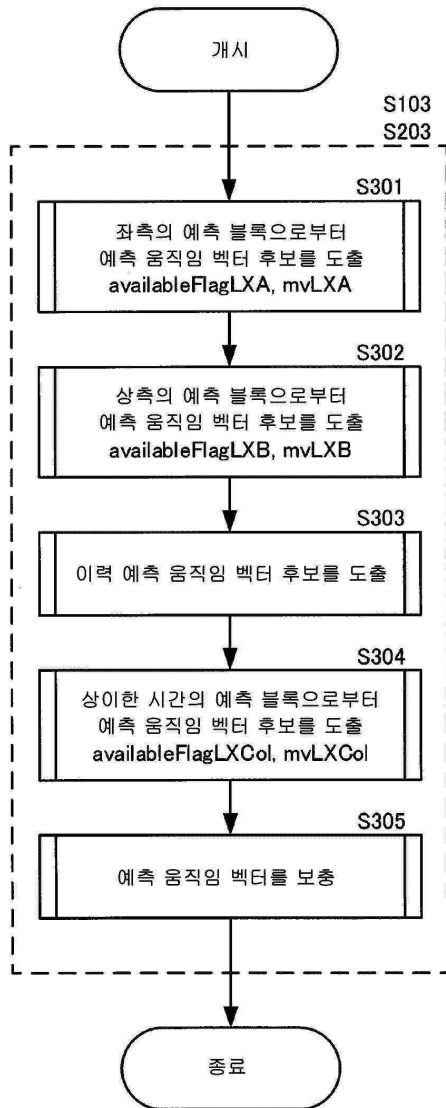 개시
S103
S203
S301
좌측의 예측 블록으로부터
예측 움직임 벡터 후보를 도출
availableFlagLXA, mvLXA
S302
상측의 예측 블록으로부터
예측 움직임 벡터 후보를 도출
availableFlagLXB, mvLXB
S303
이력 예측 움직임 벡터 후보를 도출
S304
상이한 시간의 예측 블록으로부터
예측 움직임 벡터 후보를 도출
availableFlagLXCol, mvLXCol
S305
예측 움직임 벡터를 보충
종료